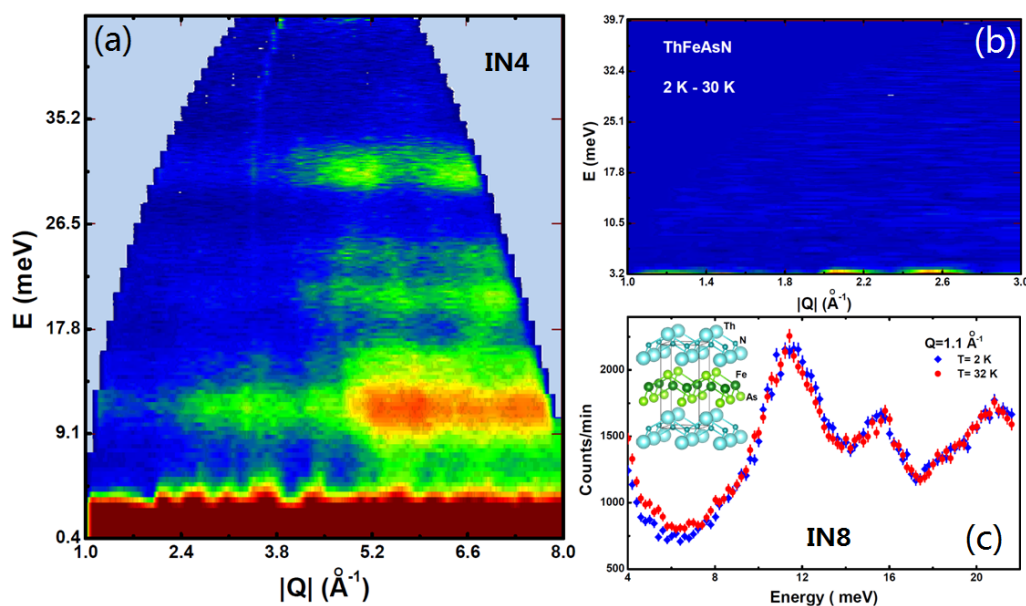 (a)
IN4
E (meV)
35.2
26.5
17.8
9.1
0.4
1.0 2.4 3.8 5.2 6.6 8.0
|Q| (Å⁻¹)
(b)
ThFeAsN
2 K - 30 K
E (meV)
39.7
32.4
25.1
17.8
10.5
3.2
1.0 1.4 1.8 2.2 2.6 3.0
|Q| (Å⁻¹)
Th
N
Fe
As
Q=1.1 Å⁻¹
T= 2 K
T= 32 K
Counts/min
2000
1500
1000
500
IN8
(c)
4 8 12 16 20
Energy ( meV)